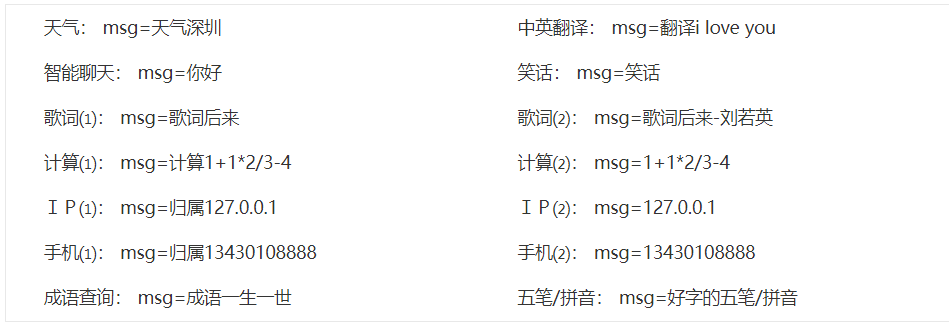 天气： msg=天气深圳
中英翻译： msg=翻译i love you
智能聊天： msg=你好
笑话： msg=笑话
歌词(1)： msg=歌词后来
歌词(2)： msg=歌词后来-刘若英
计算(1)： msg=计算1+1*2/3-4
计算(2)： msg=1+1*2/3-4
ＩＰ(1)： msg=归属127.0.0.1
ＩＰ(2)： msg=127.0.0.1
手机(1)： msg=归属13430108888
手机(2)： msg=13430108888
成语查询： msg=成语一生一世
五笔/拼音： msg=好字的五笔/拼音